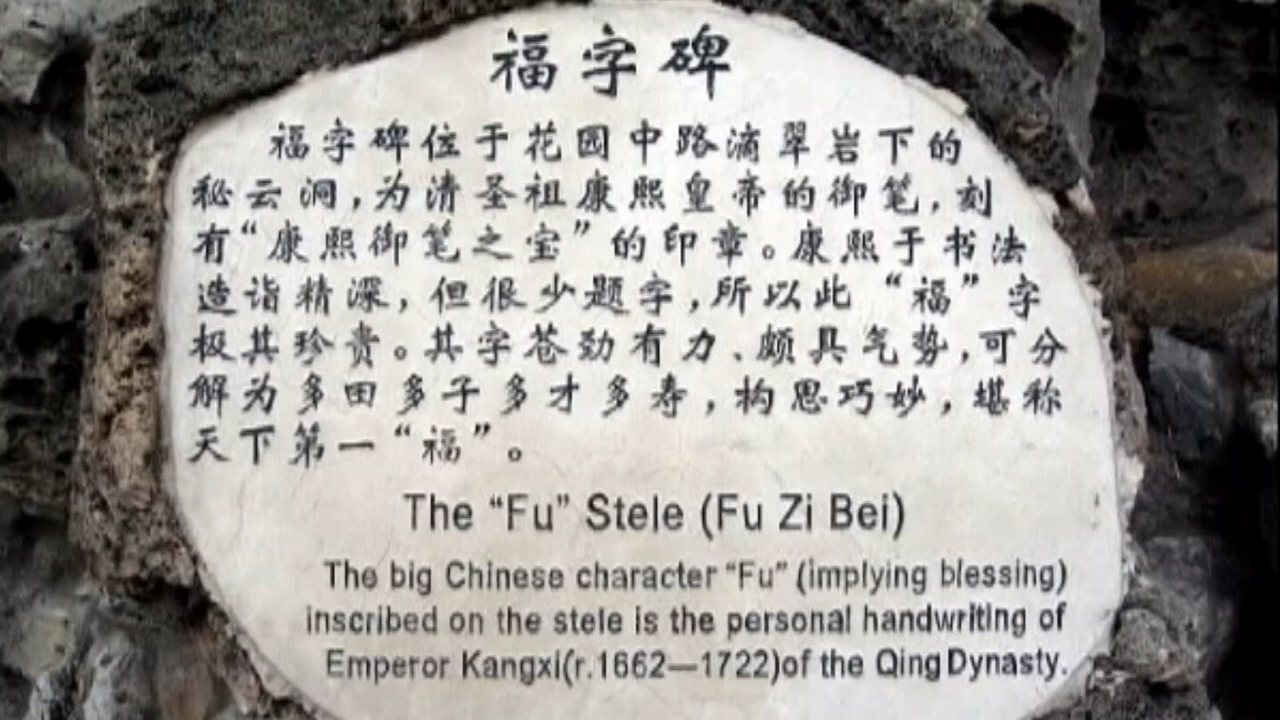 福字碑
福字碑位于花园中路滴翠岩下的
秘云洞,为清圣祖康熙皇帝的御笔,刻
有“康熙御笔之宝”的印章。康熙于书法
造诣精深,但很少题字,所以此“福”字
极其珍贵。其字苍劲有力、颇具气势,可分
解为多田多子多才多寿,构思巧妙,堪称
天下第一“福”。
The “Fu” Stele (Fu Zi Bei)
The big Chinese character “Fu” (implying blessing)
inscribed on the stele is the personal handwriting of
Emperor Kangxi(r.1662—1722)of the Qing Dynasty.